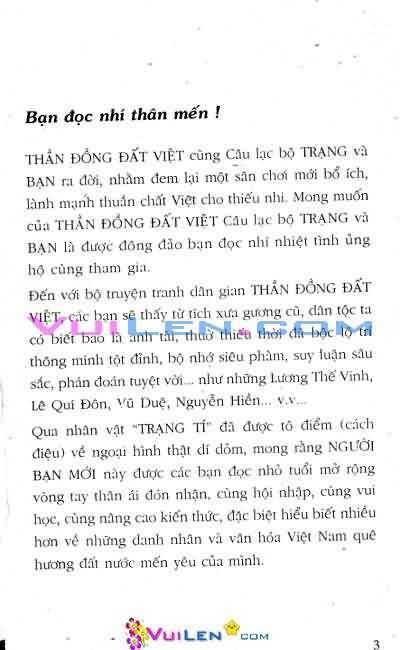 Bạn đọc nhí thân mến !
THẦN ĐỒNG ĐẤT VIỆT cùng Câu lạc bộ TRẠNG và
BẠN ra đời, nhằm đem lại một sân chơi mới bổ ích,
lành mạnh thuần chất Việt cho thiếu nhi. Mong muốn
của THẦN ĐỒNG ĐẤT VIỆT Câu lạc bộ TRẠNG và
BẠN là được đông đảo bạn đọc nhí nhiệt tình ủng
hộ cùng tham gia.
Đến với bộ truyện tranh dân gian THẦN ĐỒNG ĐẤT
VIỆT, các bạn sẽ thấy từ tích xưa gương cũ, dân tộc ta
có biết bao là anh tài, thuở thiếu thời đã bộc lộ trí
thông minh tột đỉnh, bộ nhớ siêu phàm, suy luận sâu
sắc, phán đoán tuyệt vời... như những Lương Thế Vinh,
Lê Quí Đôn, Vũ Duệ, Nguyễn Hiền... v.v...
Qua nhân vật "TRẠNG TÍ" đã được tô điểm (cách
điệu) về ngoại hình thật dí dỏm, mong rằng NGƯỜI
BẠN MỚI này được các bạn nhỏ tuổi mở rộng
vòng tay thân ái đón nhận, cùng hội nhập, cùng vui
học, cùng nâng cao kiến thức, đặc biệt hiểu biết nhiều
hơn về những danh nhân và văn hóa Việt Nam quê
hương đất nước mến yêu của mình.
VUILEN.COM
VUILEN.COM
VUILEN.COM
3